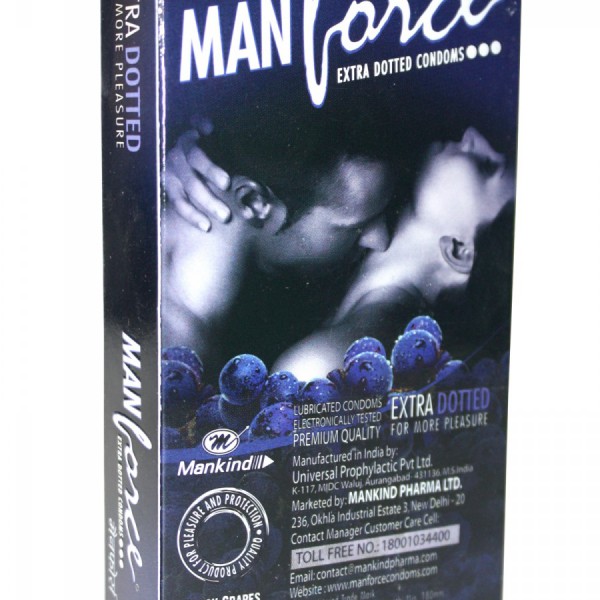 MANforce
EXTRA DOTTED CONDOMS
TRA DOTTED
MORE PLEASURE
MANforce
EXTRA DOTTED CONDOMS
LUBRICATED CONDOMS
ELECTRONICALLY TESTED
PREMIUM QUALITY
EXTRA DOTTED
FOR MORE PLEASURE
M
Mankind
Manufactured in India by:
Universal Prophylactic Pvt Ltd.
K-117, MIDC Waluj, Aurangabad- 431136. M.S.india
Marketed by: MANKIND PHARMA LTD.
236, Okhla Industrial Estate 3, New Delhi - 20
Contact Manager Customer Care Cell:
TOLL FREE NO.: 18001034400
Email: contact@mankindpharma.com
Website : www.manforcecondoms.com
QUALITY PRODUCT FOR PLEASURE AND PROTECTION
GRAPES